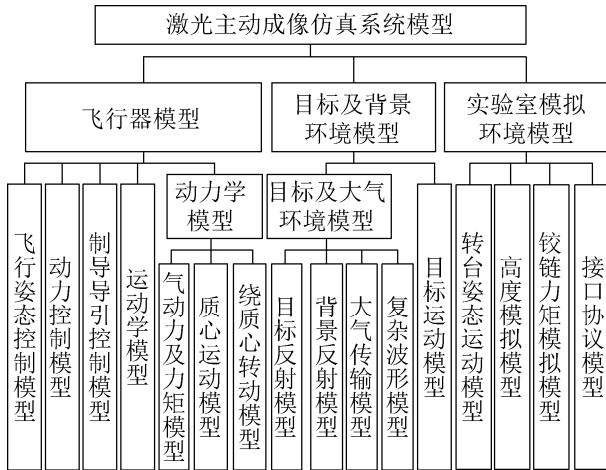 激光主动成像仿真系统模型
飞行器模型
目标及背景
环境模型
实验室模拟
环境模型
动力学
模型
目标及大气
环境模型
飞行姿态控制模型
动力控制模型
制导导引控制模型
运动学模型
气动力及力矩模型
质心运动模型
绕质心转动模型
目标反射模型
背景反射模型
大气传输模型
复杂波形模型
目标运动模型
转台姿态运动模型
高度模拟模型
铰链力矩模拟模型
接口协议模型